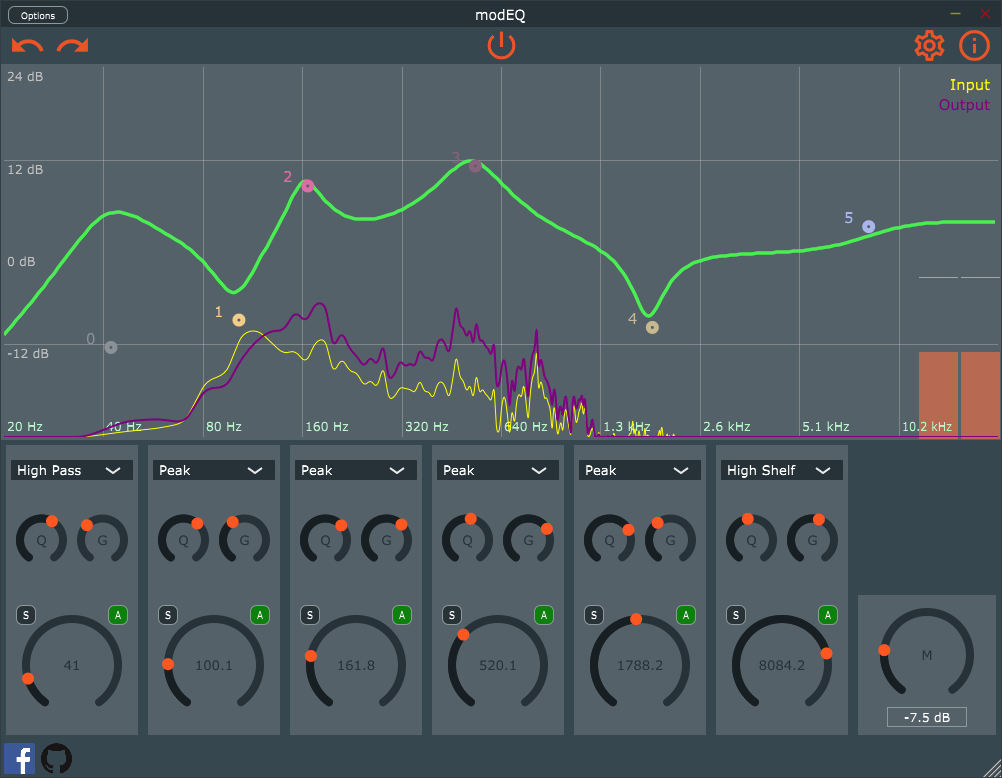 Options
modEQ
24 dB
Input
Output
12 dB
3
2
5
0 dB
1
4
0
-12 dB
20 Hz 40 Hz 80 Hz 160 Hz 320 Hz 640 Hz 1.3 kHz 2.6 kHz 5.1 kHz 10.2 kHz
High Pass Peak Peak Peak Peak High Shelf
Q G Q G Q G Q G Q G Q G
S A S A S A S A S A S A
41 100.1 161.8 520.1 1788.2 8084.2
M
-7.5 dB
f